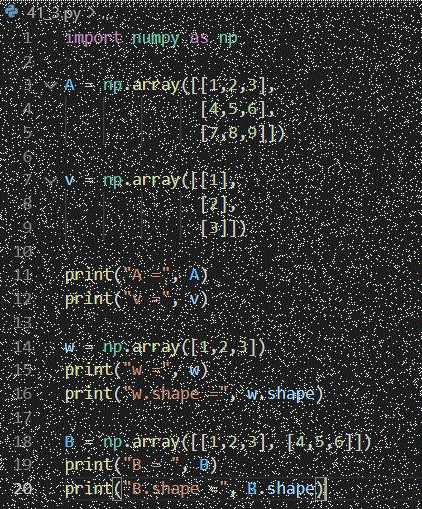 41_3.py > ...
1 import numpy as np
2
3 A = np.array([[1,2,3],
4 [4,5,6],
5 [7,8,9]])
6
7 v = np.array([[1],
8 [2],
9 [3]])
10
11 print("A =", A)
12 print("v =", v)
13
14 w = np.array([1,2,3])
15 print("w =", w)
16 print("w.shape =", w.shape)
17
18 B = np.array([[1,2,3], [4,5,6]])
19 print("B = ", B)
20 print("B.shape =", B.shape)